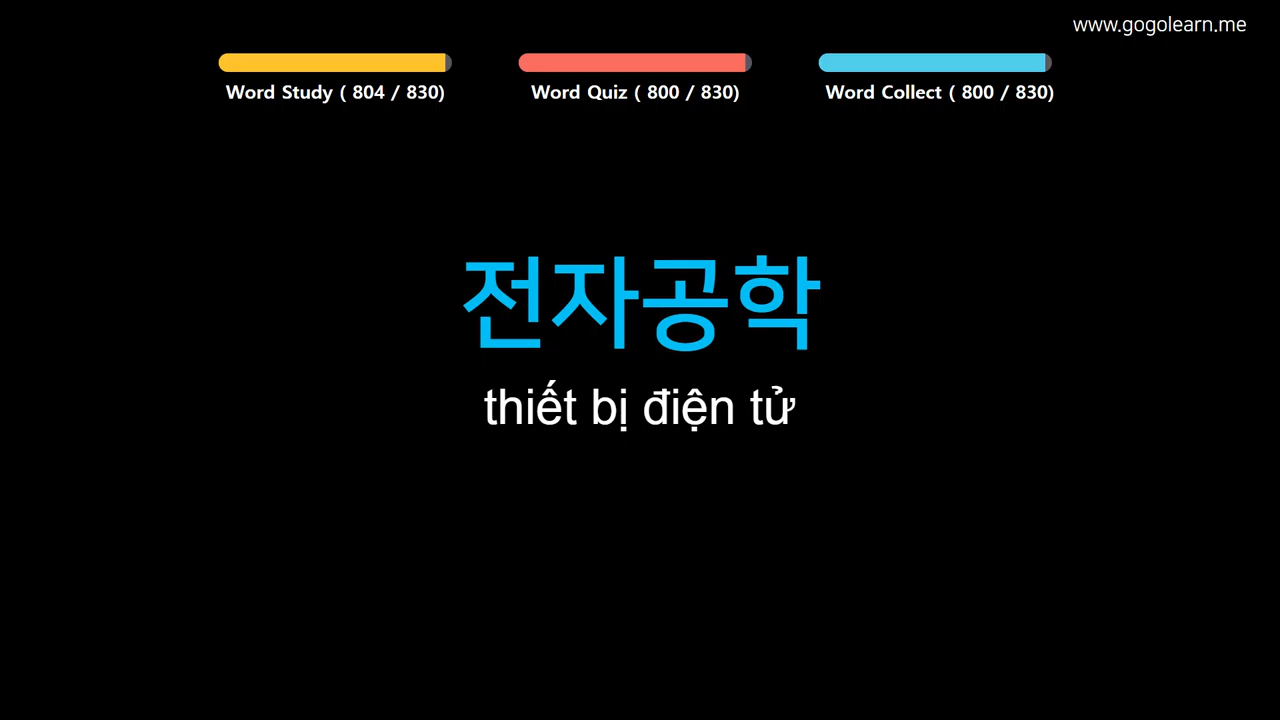 www.gogolearn.me
Word Study ( 804 / 830)
Word Quiz ( 800 / 830)
Word Collect ( 800 / 830)
전자공학
thiết bị điện tử